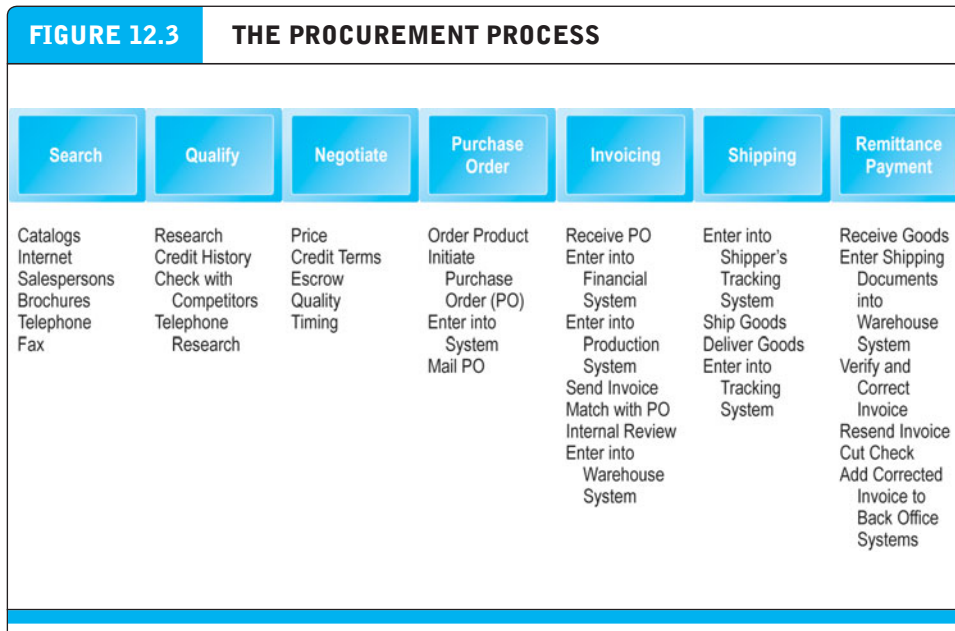 FIGURE 12.3 THE PROCUREMENT PROCESS
Search
Qualify
Negotiate
Purchase
Order
Invoicing
Shipping
Remittance
Payment
Catalogs
Internet
Salespersons
Brochures
Telephone
Fax
Research
Credit History
Check with
Competitors
Telephone
Research
Price
Credit Terms
Escrow
Quality
Timing
Order Product
Initiate
Purchase
Order (PO)
Enter into
System
Mail PO
Receive PO
Enter into
Financial
System
Enter into
Production
System
Send Invoice
Match with PO
Internal Review
Enter into
Warehouse
System
Enter into
Shipper's
Tracking
System
Ship Goods
Deliver Goods
Enter into
Tracking
System
Receive Goods
Enter Shipping
Documents
into
Warehouse
System
Verify and
Correct
Invoice
Resend Invoice
Cut Check
Add Corrected
Invoice to
Back Office
Systems